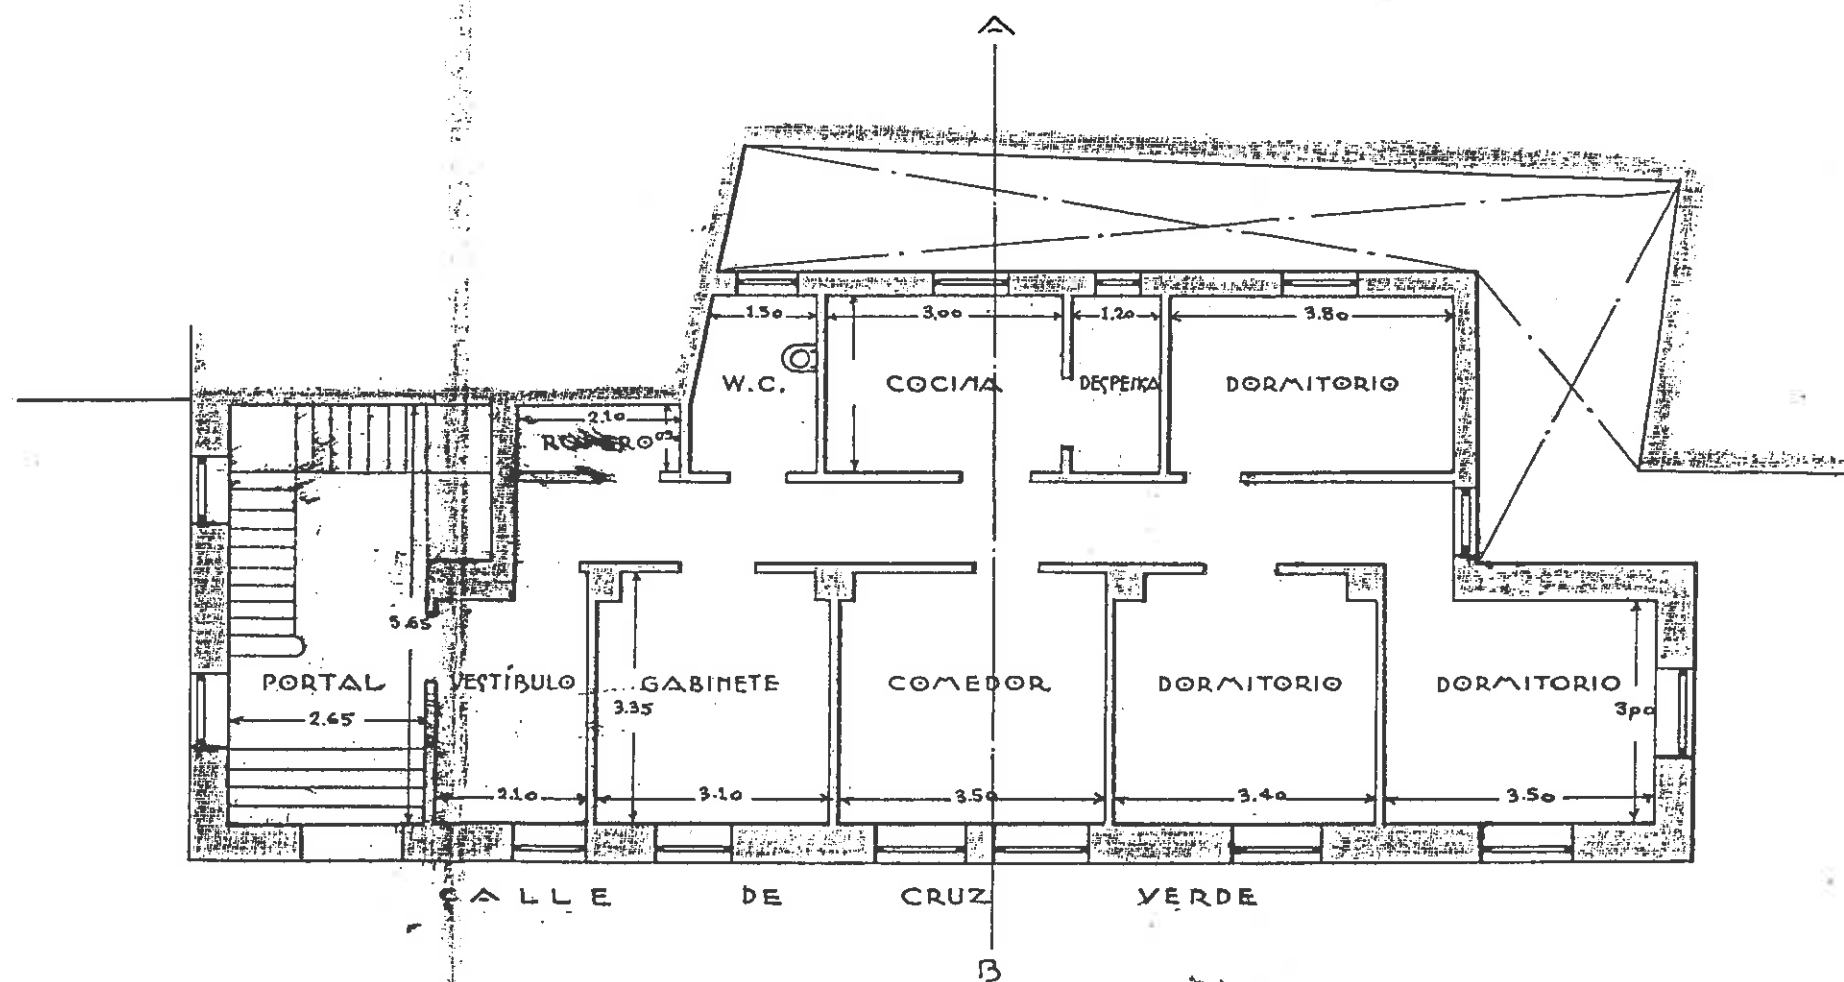 A
1.50
3,00
1,20
3.80
W.C.
COCINA
DESPENSA
DORMITORIO
2.10
ROPERO
5.65
PORTAL
VESTÍBULO
GABINETE
COMEDOR
DORMITORIO
DORMITORIO
2.65
3.35
3,00
2.10
3.10
3.50
3.40
3.50
CALLE DE CRUZ VERDE
B